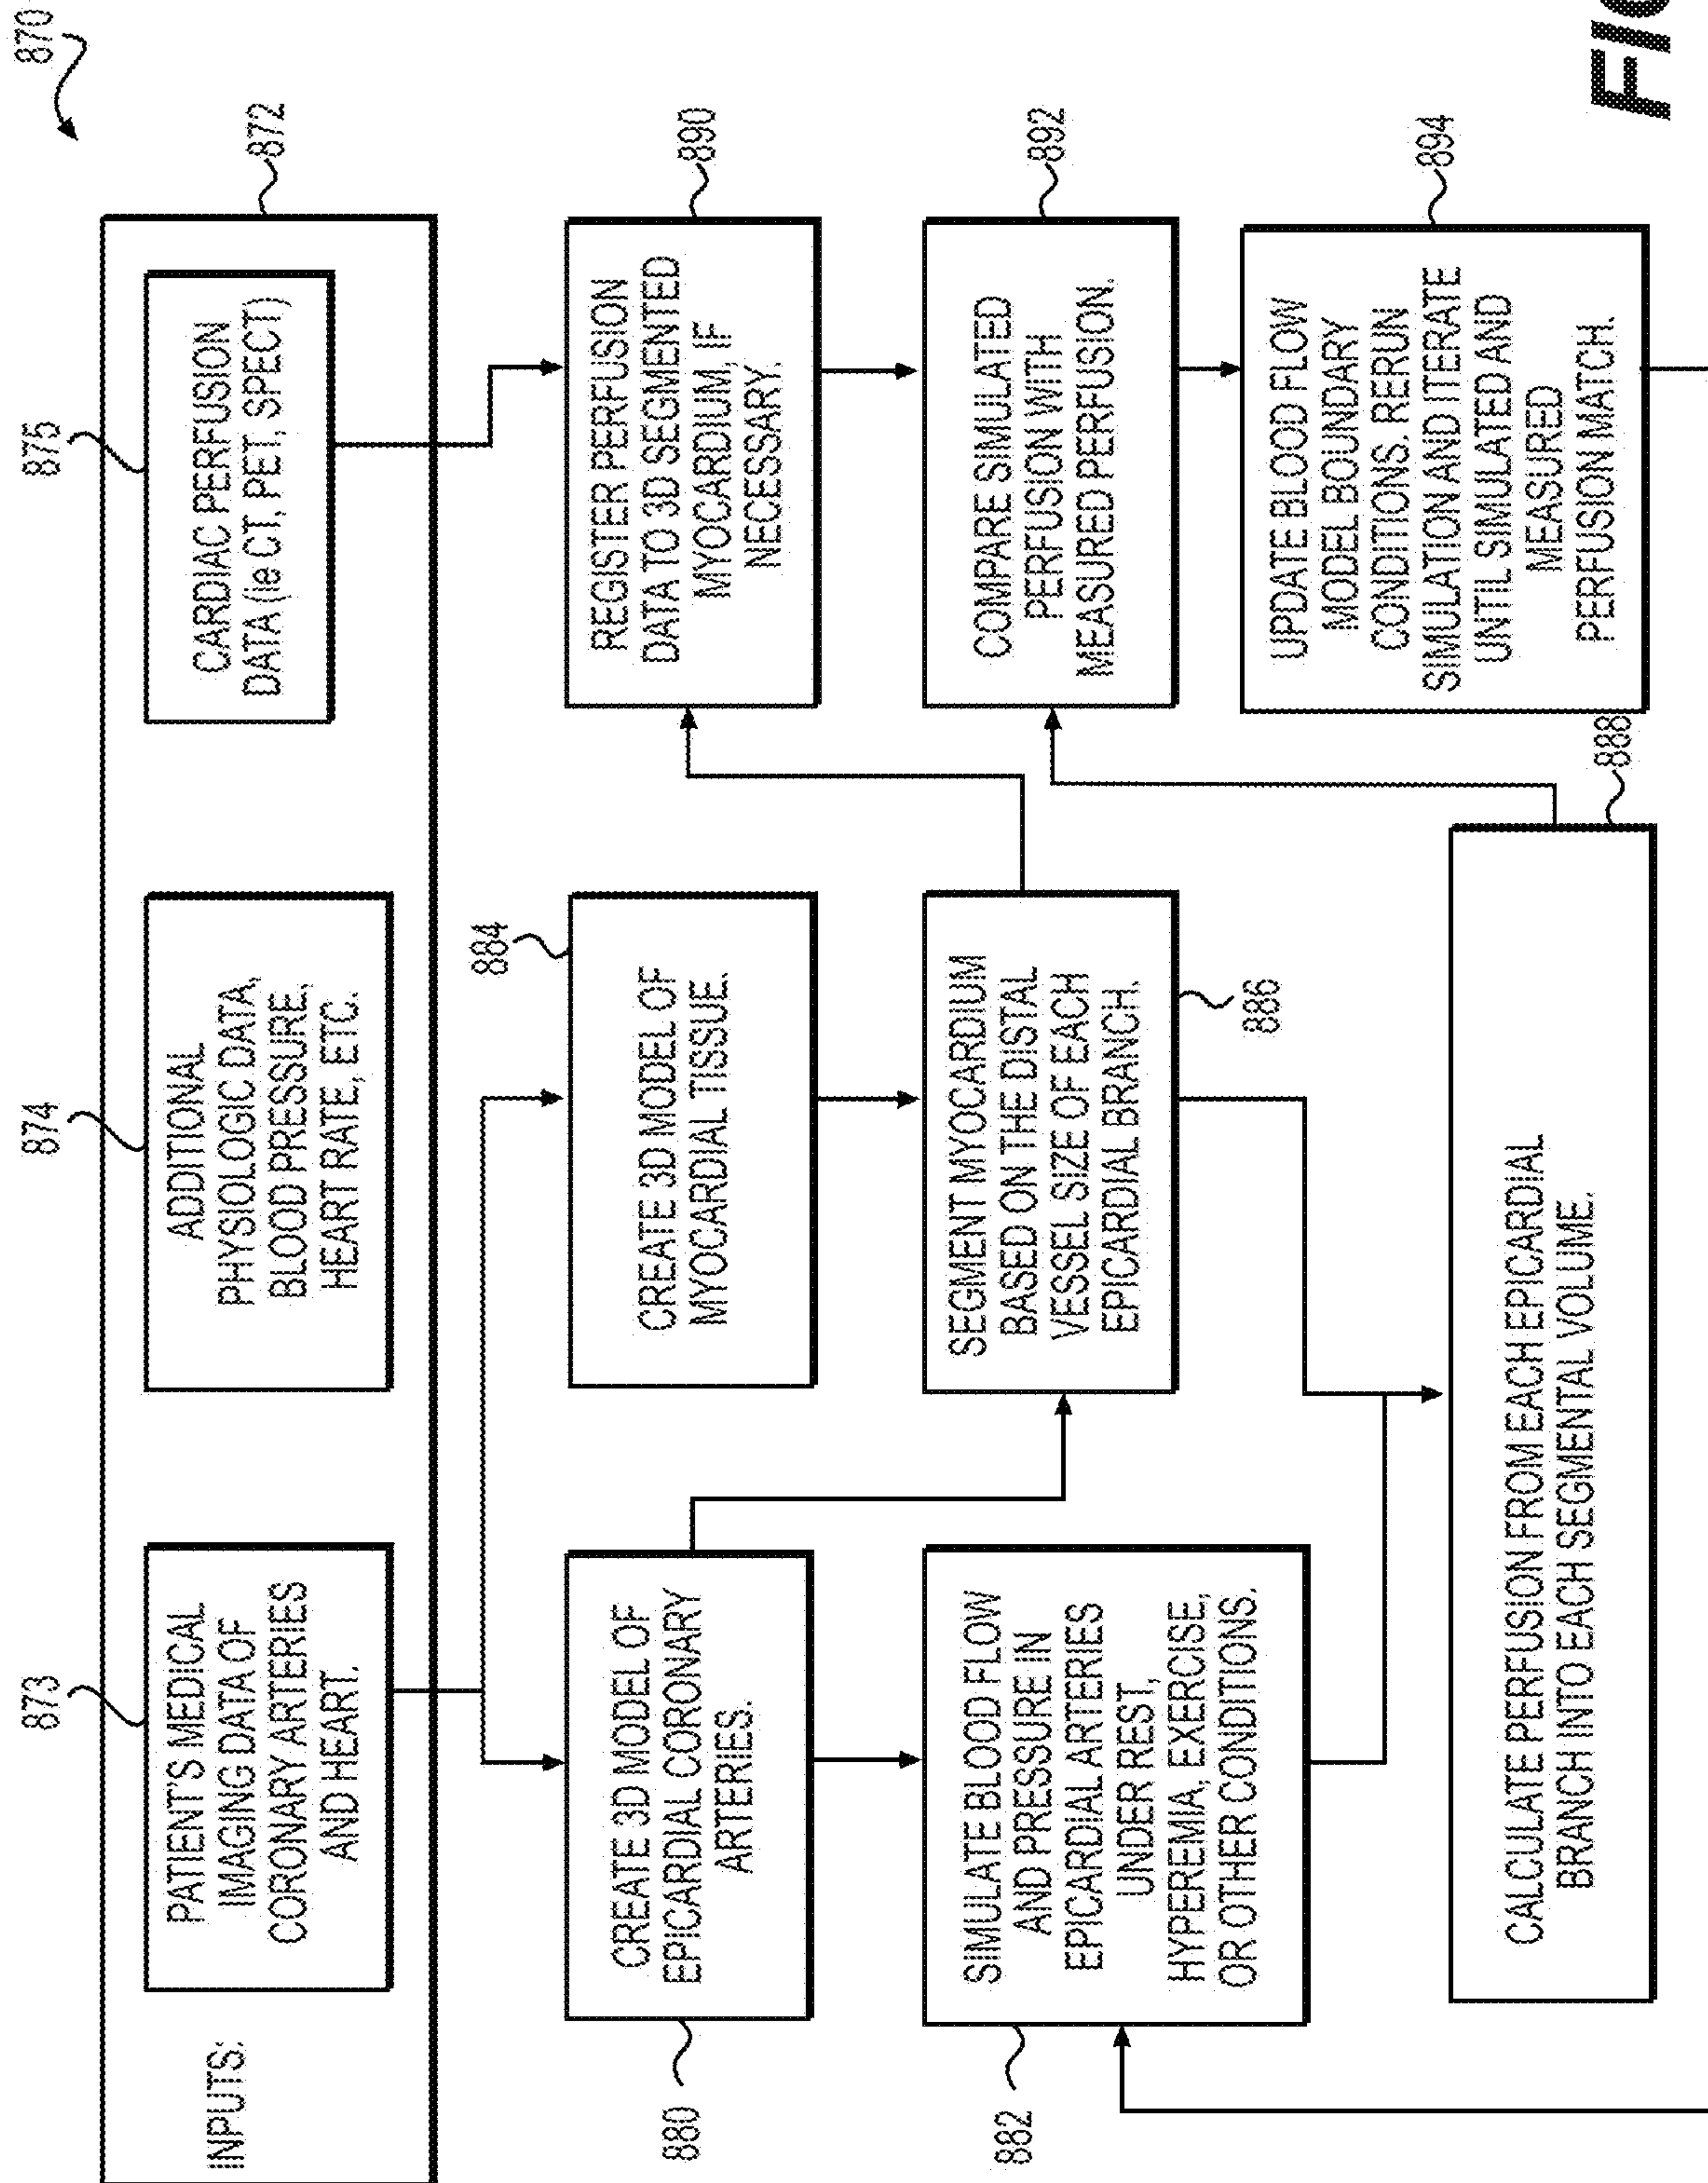 870
872
INPUTS:
873
PATIENT'S MEDICAL
IMAGING DATA OF
CORONARY ARTERIES
AND HEART.
874
ADDITIONAL
PHYSIOLOGIC DATA,
BLOOD PRESSURE,
HEART RATE, ETC.
875
CARDIAC PERFUSION
DATA (ie CT, PET, SPECT)
880
CREATE 3D MODEL OF
EPICARDIAL CORONARY
ARTERIES.
884
CREATE 3D MODEL OF
MYOCARDIAL TISSUE.
890
REGISTER PERFUSION
DATA TO 3D SEGMENTED
MYOCARDIUM, IF
NECESSARY.
882
SIMULATE BLOOD FLOW
AND PRESSURE IN
EPICARDIAL ARTERIES
UNDER REST,
HYPEREMIA, EXERCISE,
OR OTHER CONDITIONS.
886
SEGMENT MYOCARDIUM
BASED ON THE DISTAL
VESSEL SIZE OF EACH
EPICARDIAL BRANCH.
892
COMPARE SIMULATED
PERFUSION WITH
MEASURED PERFUSION.
894
UPDATE BLOOD FLOW
MODEL BOUNDARY
CONDITIONS. RERUN
SIMULATION AND ITERATE
UNTIL SIMULATED AND
MEASURED
PERFUSION MATCH.
888
CALCULATE PERFUSION FROM EACH EPICARDIAL
BRANCH INTO EACH SEGMENTAL VOLUME.